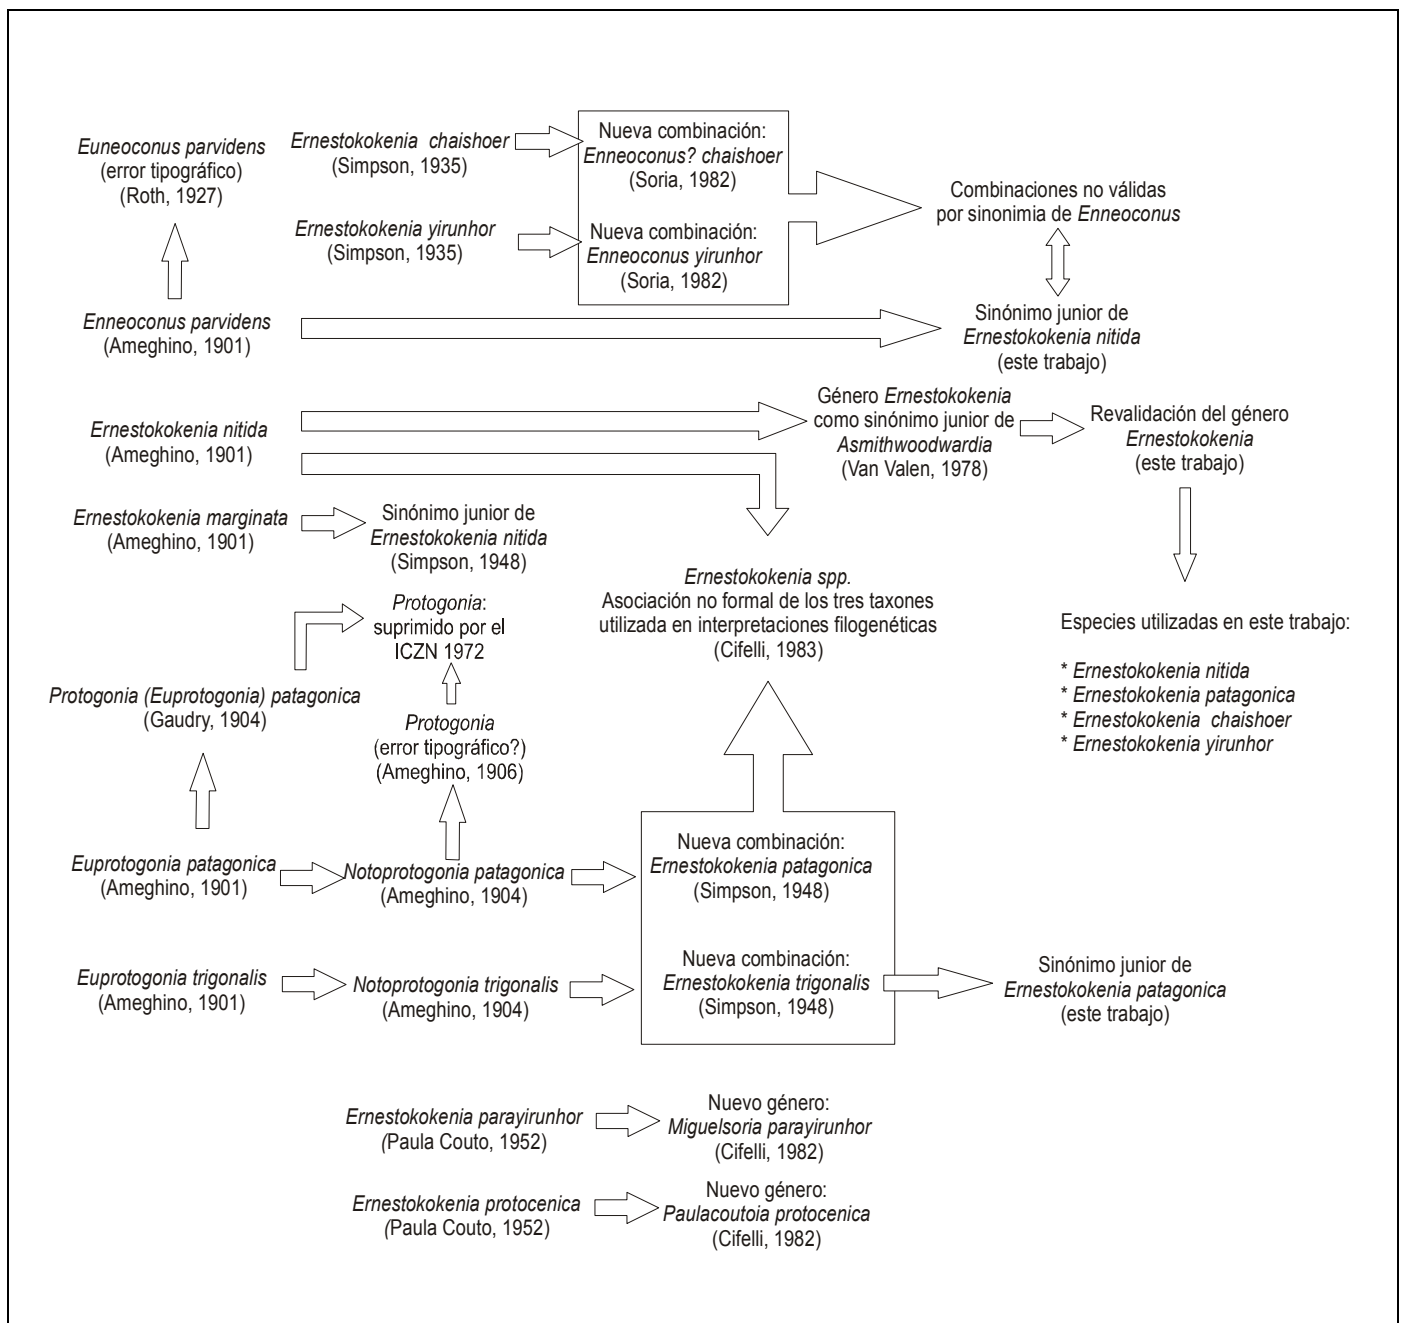 Euneoconus parvidens
(error tipográfico)
(Roth, 1927)
Ernestokokenia  chaishoer
(Simpson, 1935)
Nueva combinación:
Enneoconus? chaishoer
(Soria, 1982)
Ernestokokenia yirunhor
(Simpson, 1935)
Nueva combinación:
Enneoconus yirunhor
(Soria, 1982)
Combinaciones no válidas
por sinonimia de Enneoconus
Enneoconus parvidens
(Ameghino, 1901)
Sinónimo junior de
Ernestokokenia nitida
(este trabajo)
Ernestokokenia nitida
(Ameghino, 1901)
Género Ernestokokenia
como sinónimo junior de
Asmithwoodwardia
(Van Valen, 1978)
Revalidación del género
Ernestokokenia
(este trabajo)
Ernestokokenia marginata
(Ameghino, 1901)
Sinónimo junior de
Ernestokokenia nitida
(Simpson, 1948)
Ernestokokenia spp.
Asociación no formal de los tres taxones
utilizada en interpretaciones filogenéticas
(Cifelli, 1983)
Especies utilizadas en este trabajo:
* Ernestokokenia nitida
* Ernestokokenia patagonica
* Ernestokokenia  chaishoer
* Ernestokokenia yirunhor
Protogonia:
suprimido por el
ICZN 1972
Protogonia (Euprotogonia) patagonica
(Gaudry, 1904)
Protogonia
(error tipográfico?)
(Ameghino, 1906)
Euprotogonia patagonica
(Ameghino, 1901)
Notoprotogonia patagonica
(Ameghino, 1904)
Nueva combinación:
Ernestokokenia patagonica
(Simpson, 1948)
Euprotogonia trigonalis
(Ameghino, 1901)
Notoprotogonia trigonalis
(Ameghino, 1904)
Nueva combinación:
Ernestokokenia trigonalis
(Simpson, 1948)
Sinónimo junior de
Ernestokokenia patagonica
(este trabajo)
Ernestokokenia parayirunhor
(Paula Couto, 1952)
Nuevo género:
Miguelsoria parayirunhor
(Cifelli, 1982)
Ernestokokenia protocenica
(Paula Couto, 1952)
Nuevo género:
Paulacoutoia protocenica
(Cifelli, 1982)